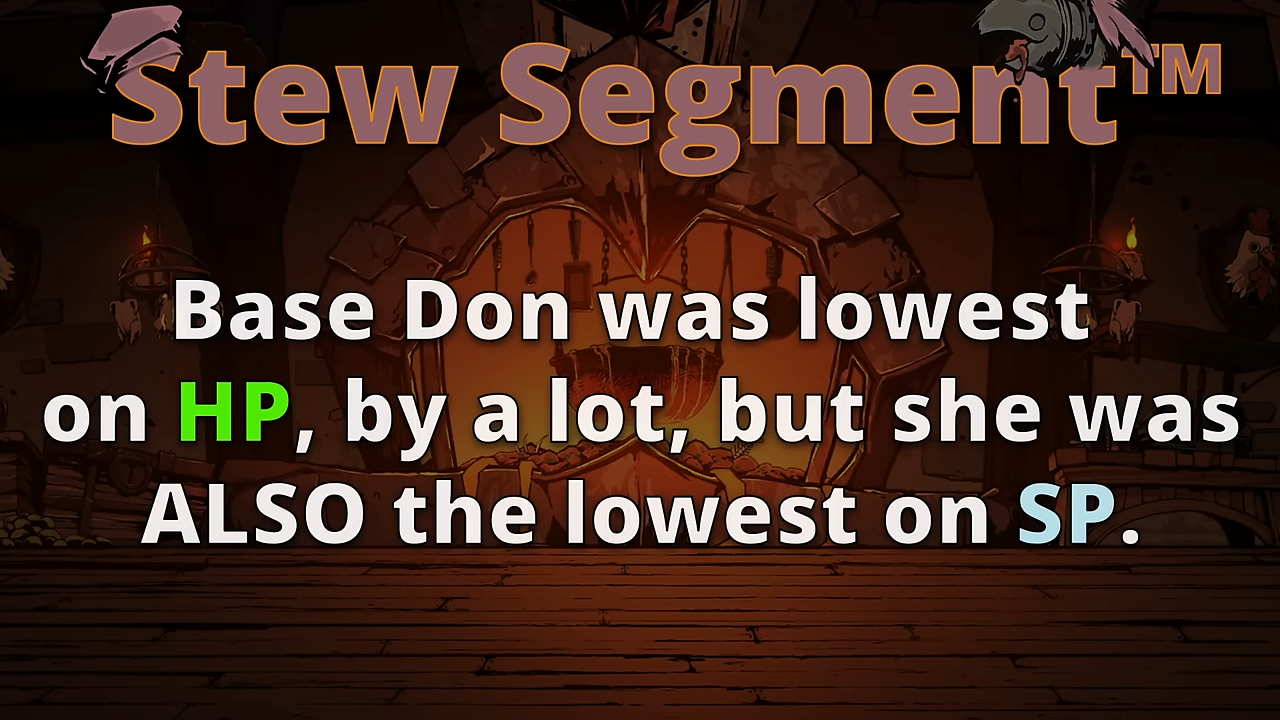 Stew Segment™
Base Don was lowest
on HP, by a lot, but she was
ALSO the lowest on SP.